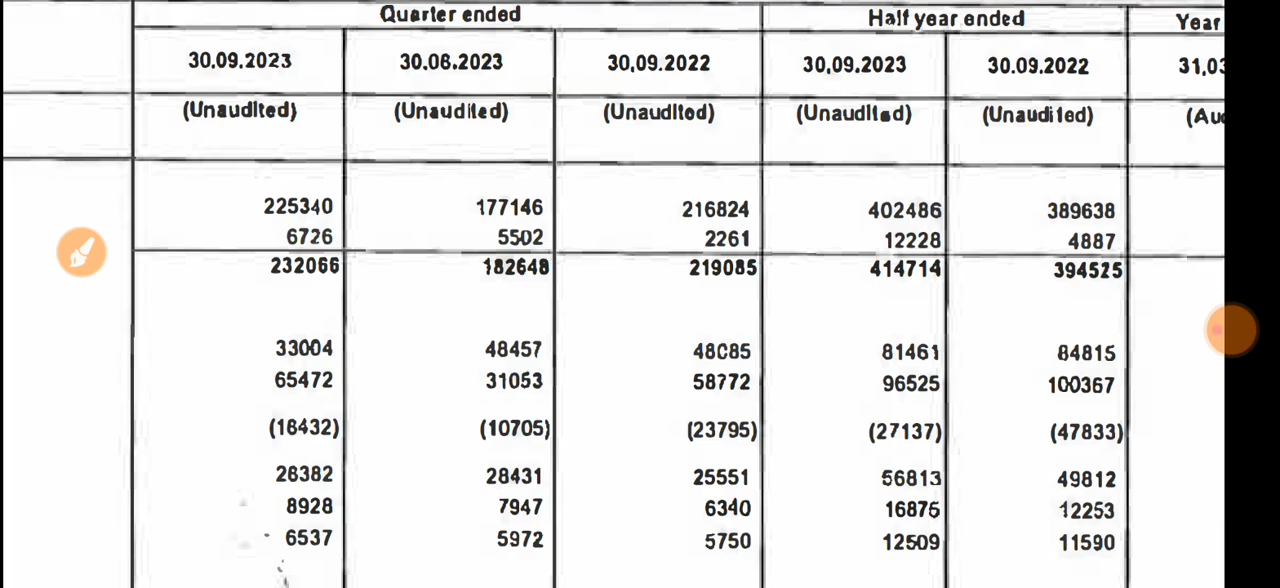 Quarter ended Half year ended Year
30.09.2023 30.06.2023 30.09.2022 30.09.2023 30.09.2022 31.03
(Unaudited) (Unaudited) (Unaudited) (Unaudited) (Unaudited) (Au
225340 177146 216824 402486 389638
6726 5502 2261 12228 4887
232066 182648 219085 414714 394525
33004 48457 48085 81461 84815
65472 31053 58772 96525 100367
(16432) (10705) (23795) (27137) (47833)
28382 28431 25551 56813 49812
8928 7947 6340 16875 12253
6537 5972 5750 12509 11590